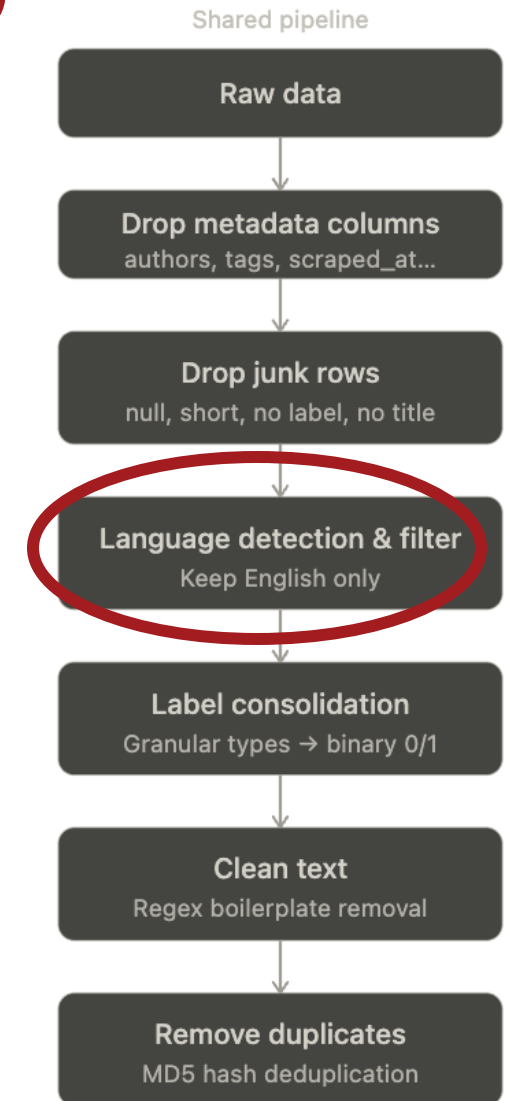 Shared pipeline
Raw data
Drop metadata columns
authors, tags, scraped_at...
Drop junk rows
null, short, no label, no title
Language detection & filter
Keep English only
Label consolidation
Granular types → binary 0/1
Clean text
Regex boilerplate removal
Remove duplicates
MD5 hash deduplication